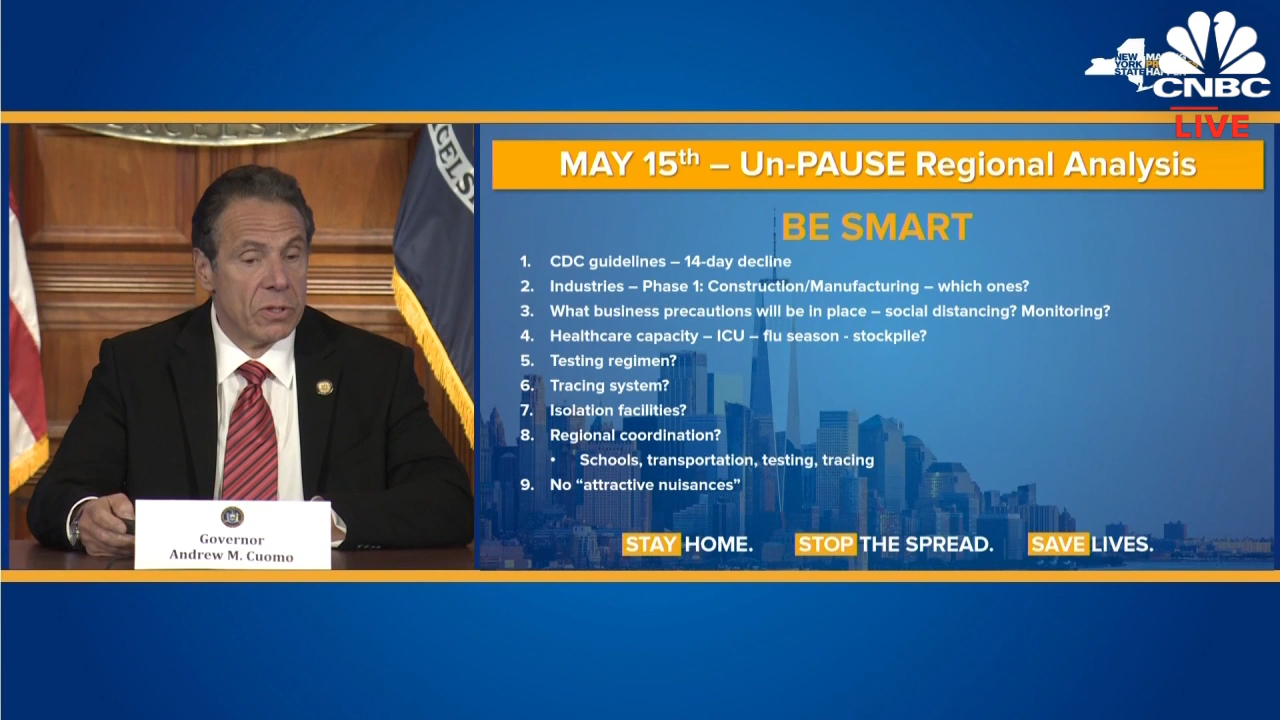 NEW
YORK
STATE
CNBC
LIVE
EXCELSIOR
EXCELSI
MAY 15th – Un-PAUSE Regional Analysis
BE SMART
1. CDC guidelines – 14-day decline
2. Industries – Phase 1: Construction/Manufacturing – which ones?
3. What business precautions will be in place – social distancing? Monitoring?
4. Healthcare capacity – ICU – flu season - stockpile?
5. Testing regimen?
6. Tracing system?
7. Isolation facilities?
8. Regional coordination?
• Schools, transportation, testing, tracing
9. No “attractive nuisances”
STAY HOME. STOP THE SPREAD. SAVE LIVES.
Governor
Andrew M. Cuomo